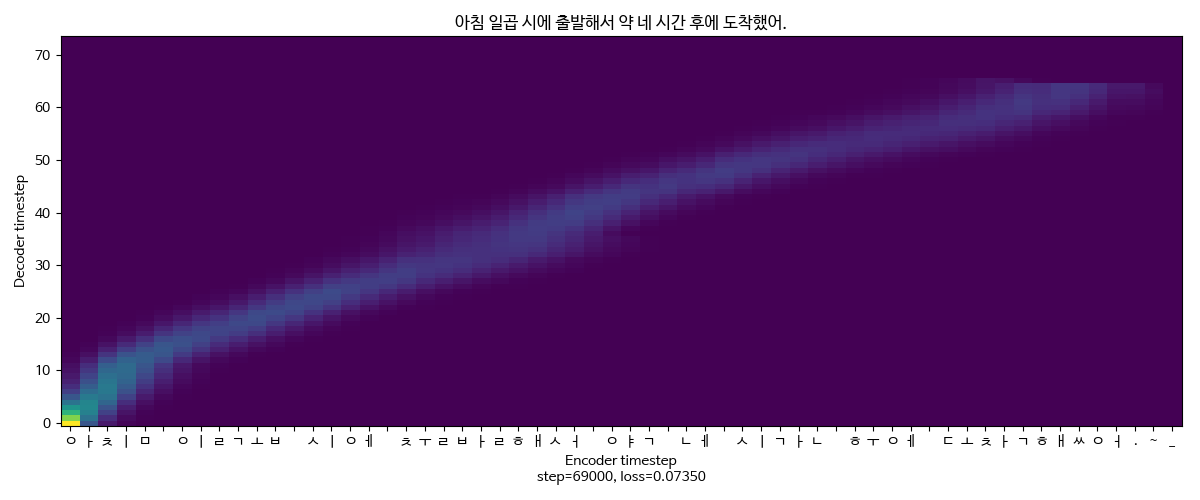 아침 일곱 시에 출발해서 약 네 시간 후에 도착했어.
70
60
50
40
30
20
10
0
Decoder timestep
ㅇㅏㅊㅣㅁ ㅇㅣㄹㄱㅗㅂ ㅅㅣㅇㅔ ㅊㅜㄹㅂㅏㄹㅎㅐㅅㅓ ㅇㅑㄱ ㄴㅔ ㅅㅣㄱㅏㄴ ㅎㅜㅇㅔ ㄷㅗㅊㅏㄱㅎㅐㅆㅇㅓ.~_
Encoder timestep
step=69000, loss=0.07350